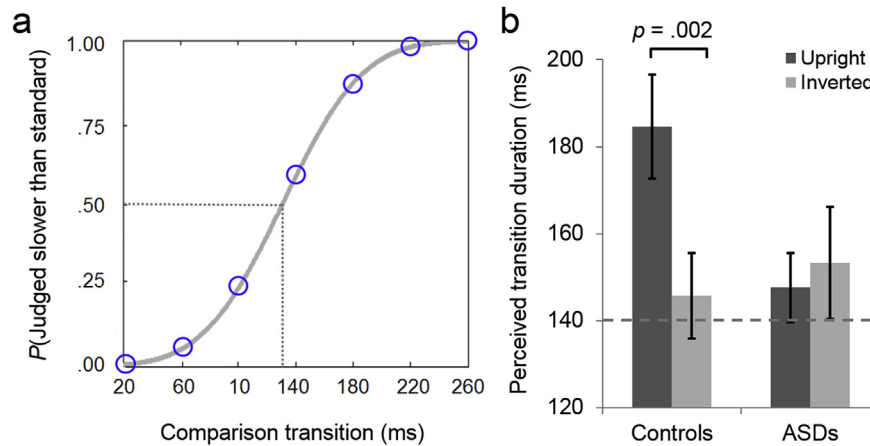 a
P(Judged slower than standard)
1.00
.75
.50
.25
.00
20 60 10 140 180 220 260
Comparison transition (ms)
b
p = .002
Upright
Inverted
Perceived transition duration (ms)
200
180
160
140
120
Controls ASDs